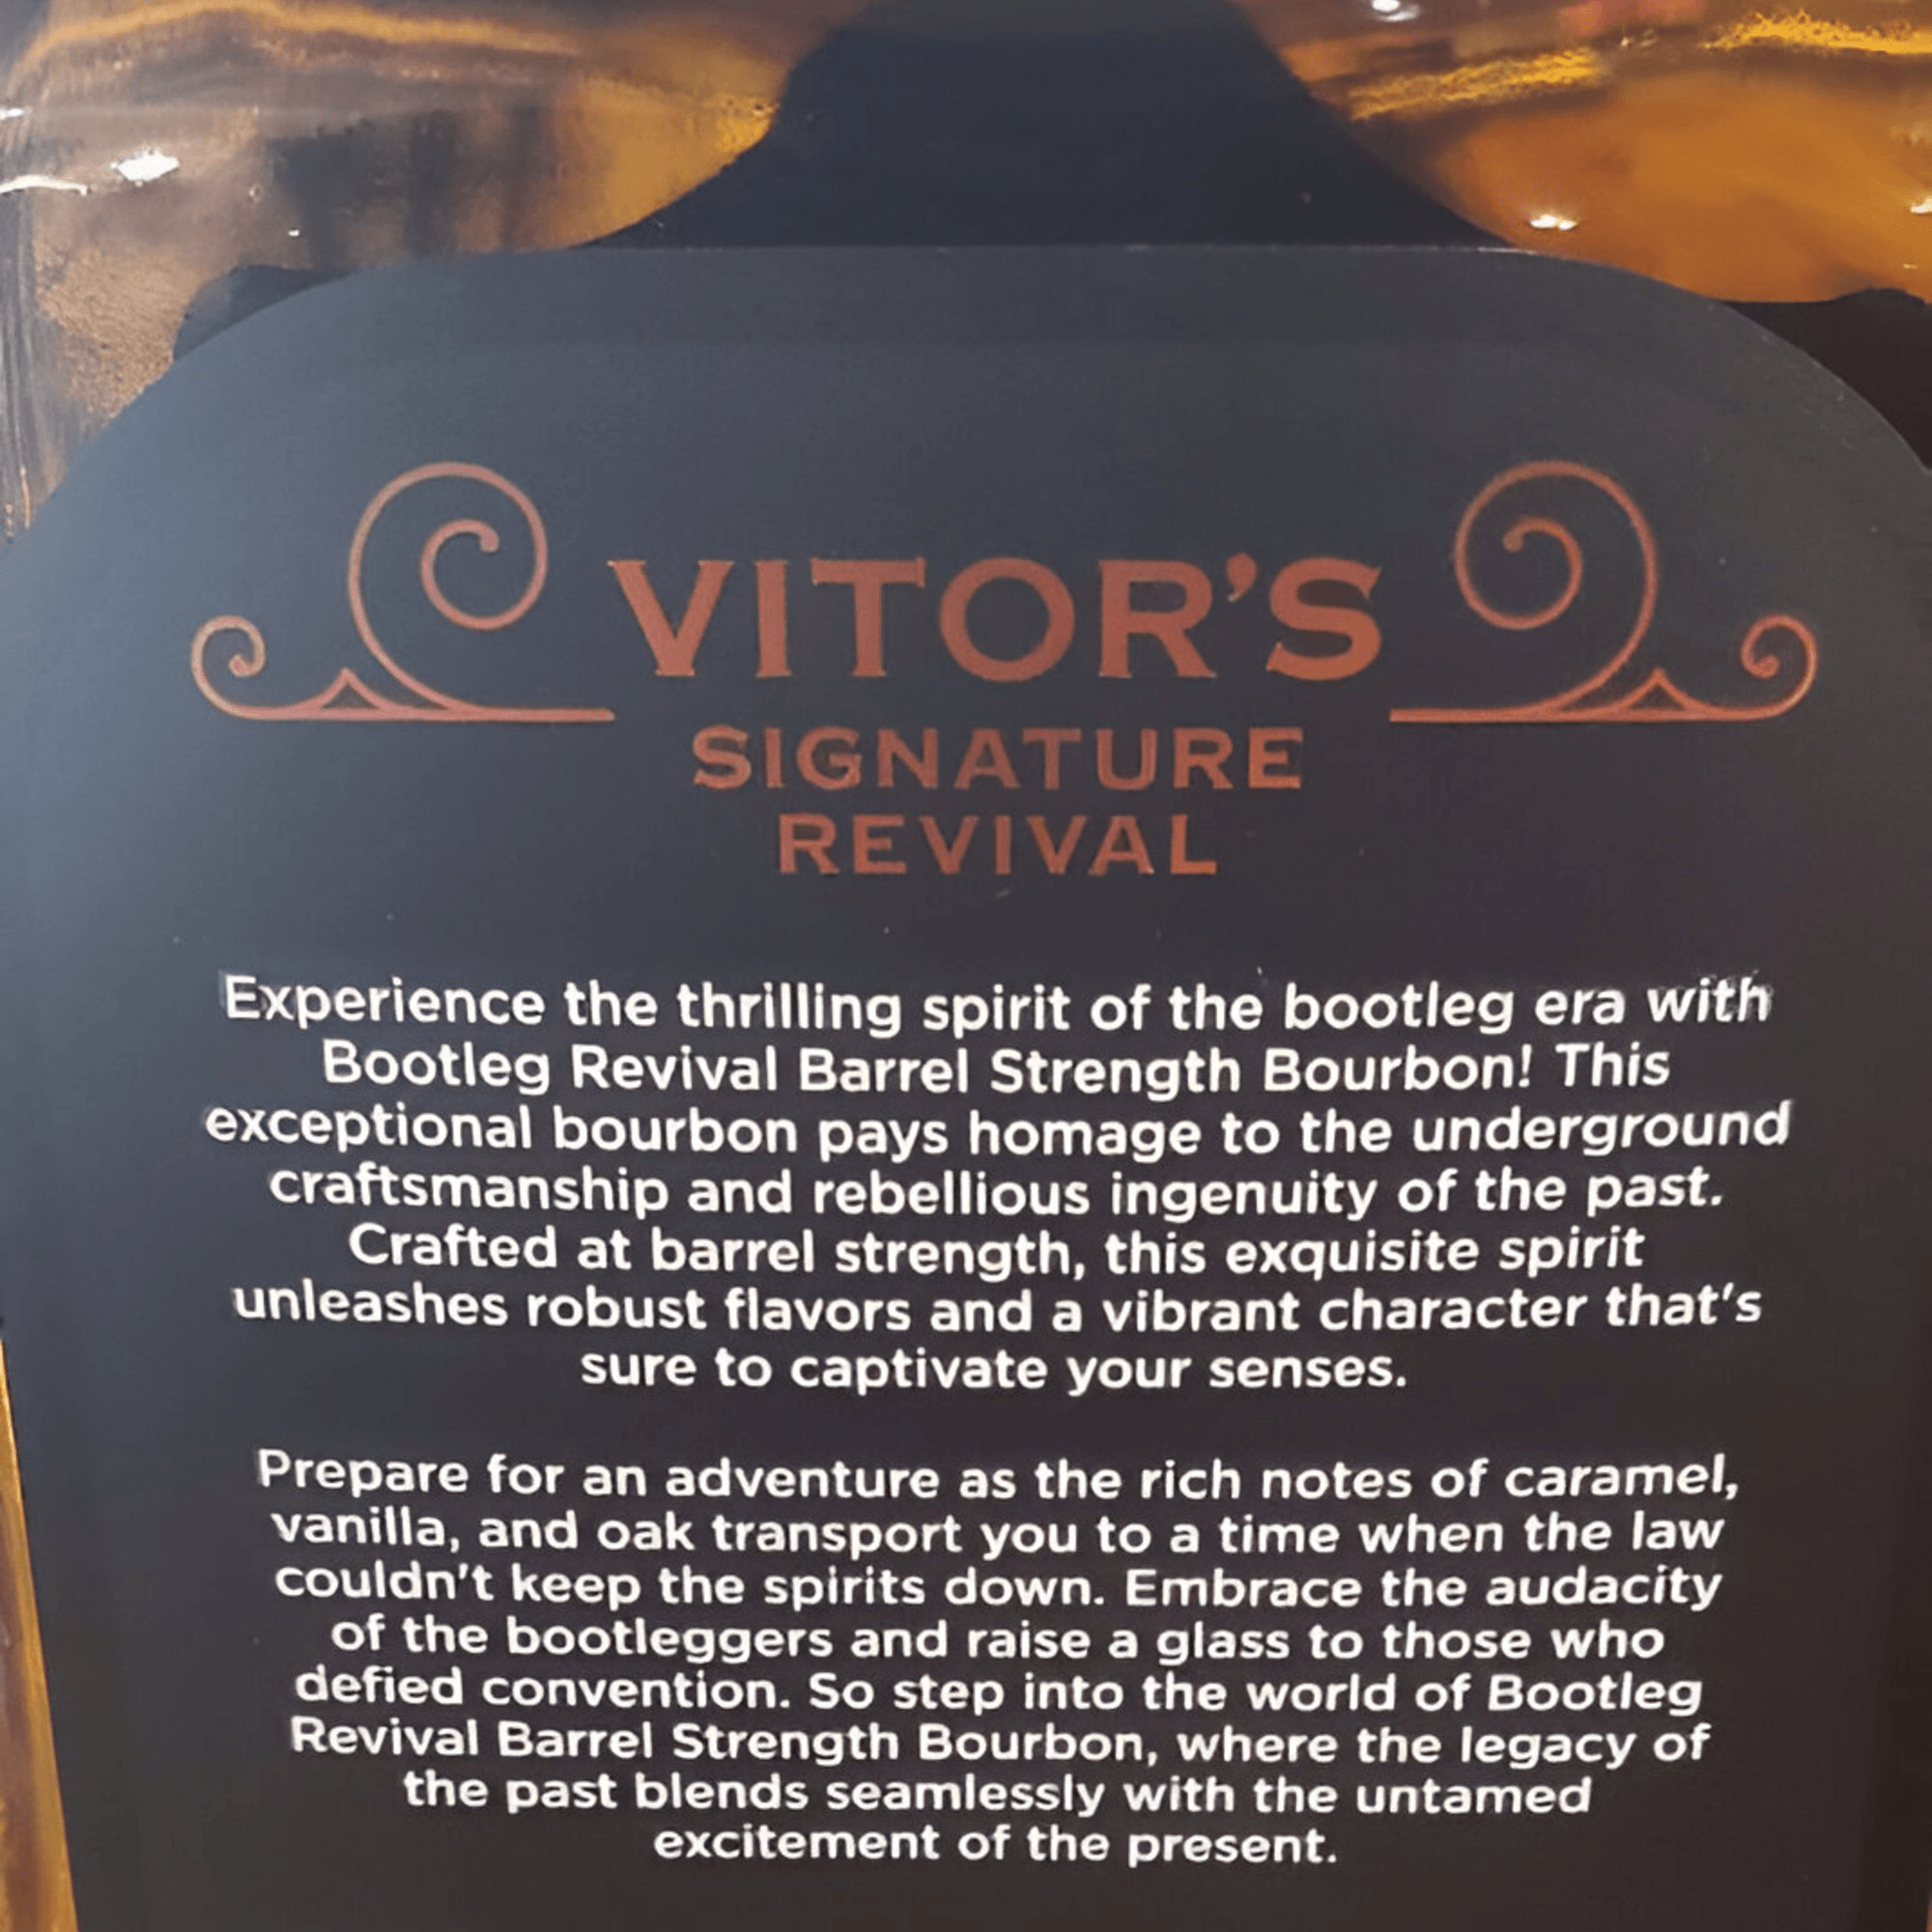 VITOR'S
SIGNATURE
REVIVAL
Experience the thrilling spirit of the bootleg era with
Bootleg Revival Barrel Strength Bourbon! This
exceptional bourbon pays homage to the underground
craftsmanship and rebellious ingenuity of the past.
Crafted at barrel strength, this exquisite spirit
unleashes robust flavors and a vibrant character that's
sure to captivate your senses.
Prepare for an adventure as the rich notes of caramel,
vanilla, and oak transport you to a time when the law
couldn't keep the spirits down. Embrace the audacity
of the bootleggers and raise a glass to those who
defied convention. So step into the world of Bootleg
Revival Barrel Strength Bourbon, where the legacy of
the past blends seamlessly with the untamed
excitement of the present.